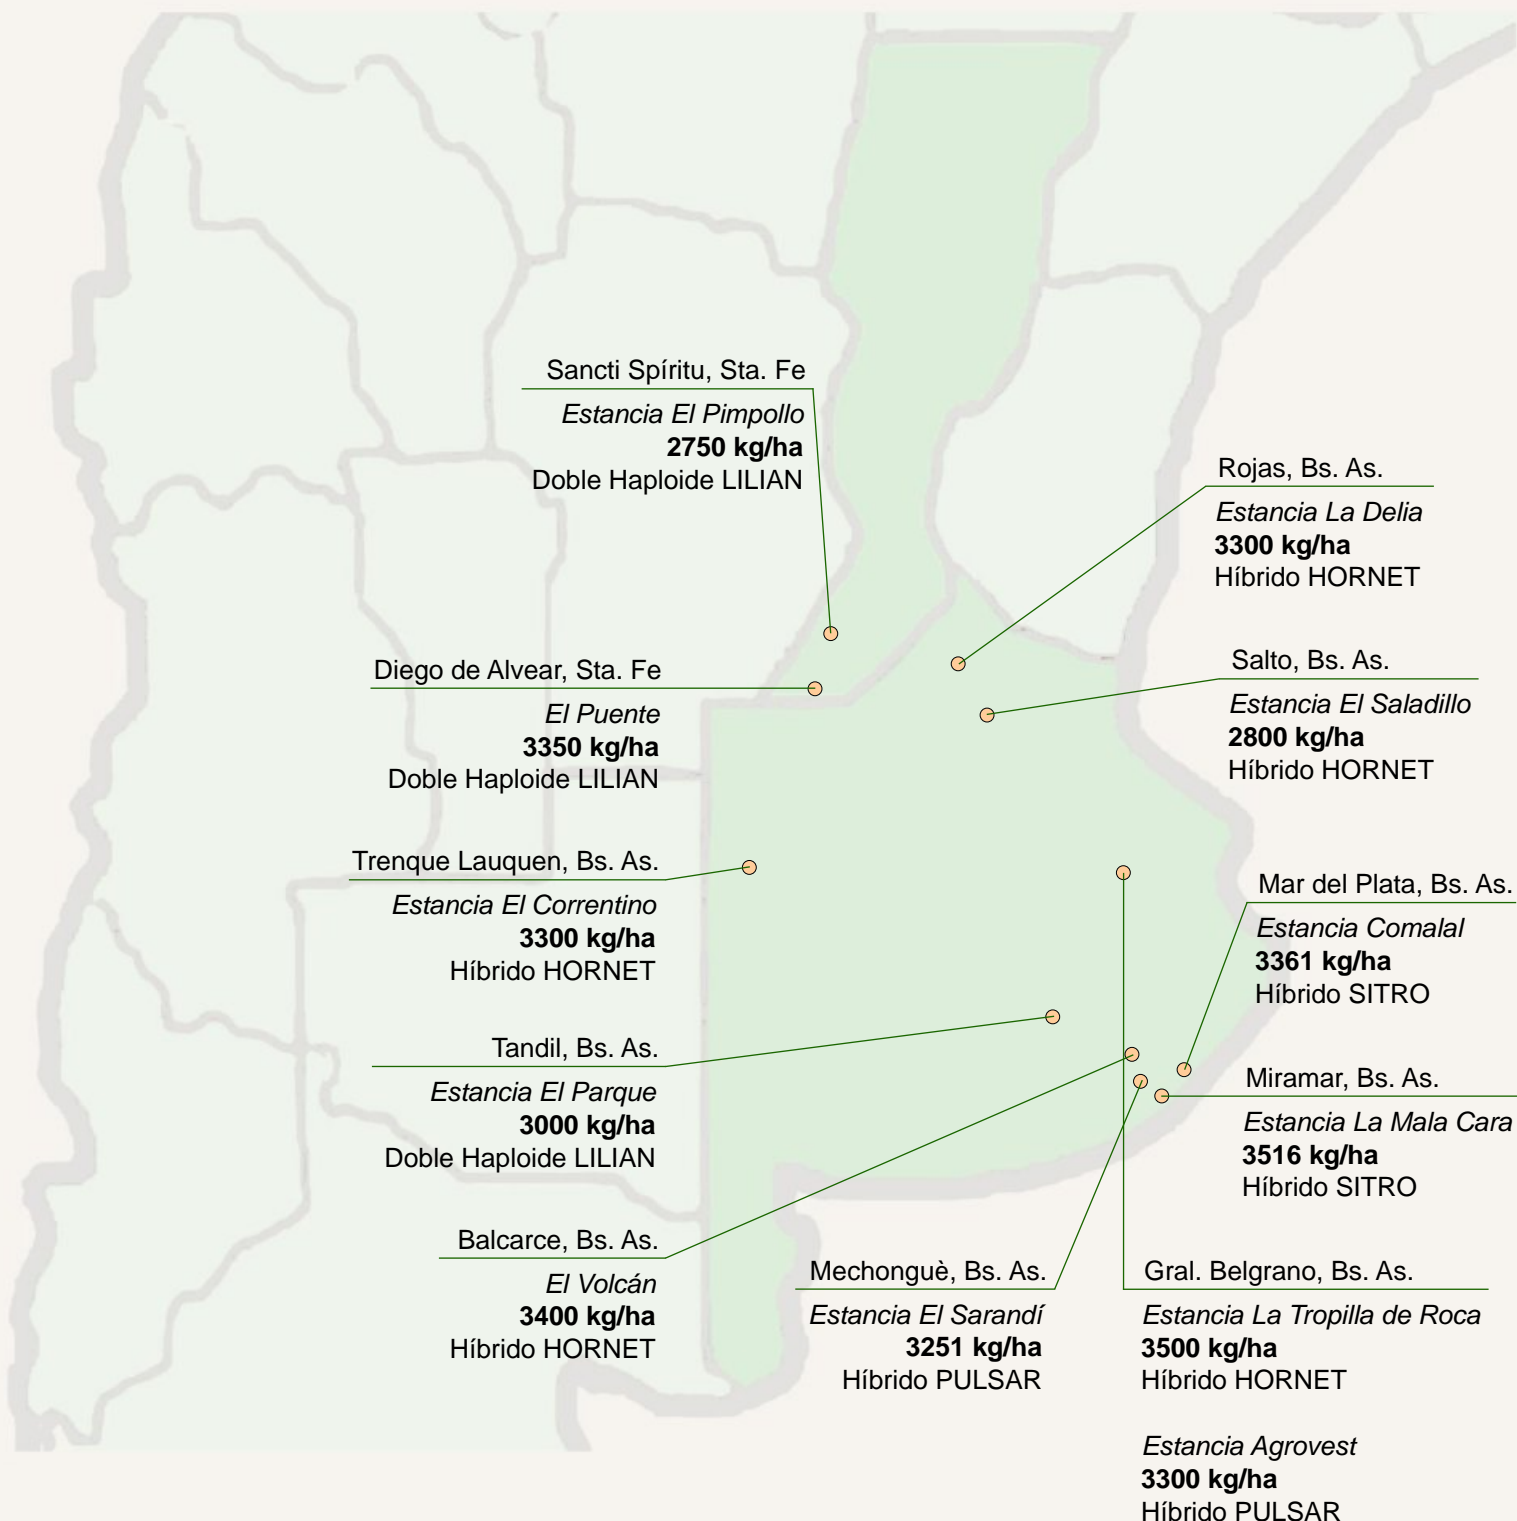 Sancti Spíritu, Sta. Fe
Estancia El Pimpollo
2750 kg/ha
Doble Haploide LILIAN
Rojas, Bs. As.
Estancia La Delia
3300 kg/ha
Híbrido HORNET
Diego de Alvear, Sta. Fe
El Puente
3350 kg/ha
Doble Haploide LILIAN
Salto, Bs. As.
Estancia El Saladillo
2800 kg/ha
Híbrido HORNET
Trenque Lauquen, Bs. As.
Estancia El Correntino
3300 kg/ha
Híbrido HORNET
Mar del Plata, Bs. As.
Estancia Comalal
3361 kg/ha
Híbrido SITRO
Tandil, Bs. As.
Estancia El Parque
3000 kg/ha
Doble Haploide LILIAN
Miramar, Bs. As.
Estancia La Mala Cara
3516 kg/ha
Híbrido SITRO
Balcarce, Bs. As.
El Volcán
3400 kg/ha
Híbrido HORNET
Mechonguè, Bs. As.
Estancia El Sarandí
3251 kg/ha
Híbrido PULSAR
Gral. Belgrano, Bs. As.
Estancia La Tropilla de Roca
3500 kg/ha
Híbrido HORNET
Estancia Agrovest
3300 kg/ha
Híbrido PULSAR